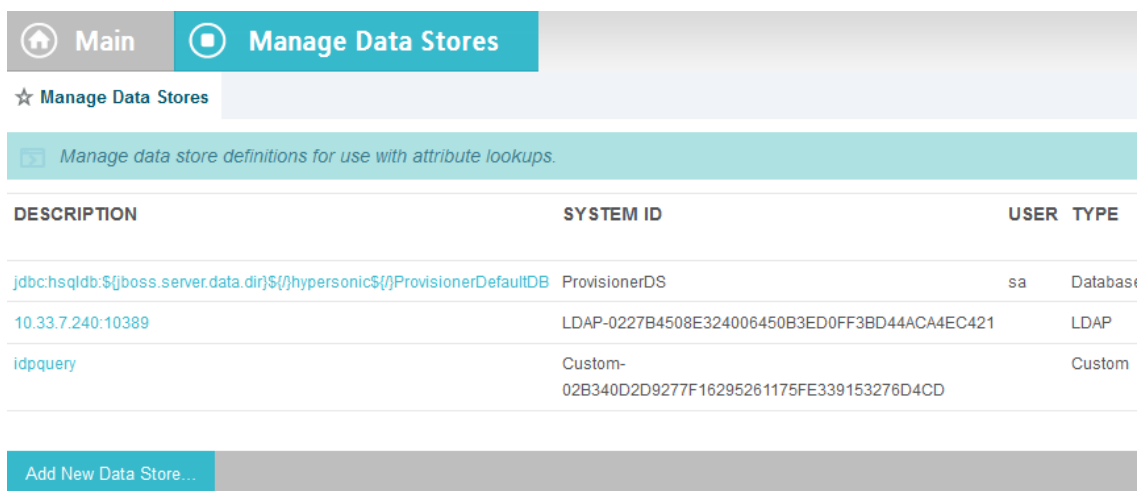 Main Manage Data Stores
Manage Data Stores
Manage data store definitions for use with attribute lookups.
DESCRIPTION SYSTEM ID USER TYPE
jdbc:hsqldb:${jboss.server.data.dir}${/}hypersonic${/}ProvisionerDefaultDB ProvisionerDS sa Database
10.33.7.240:10389 LDAP-0227B4508E324006450B3ED0FF3BD44ACA4EC421 LDAP
idpquery Custom- Custom
02B340D2D9277F16295261175FE339153276D4CD
Add New Data Store...